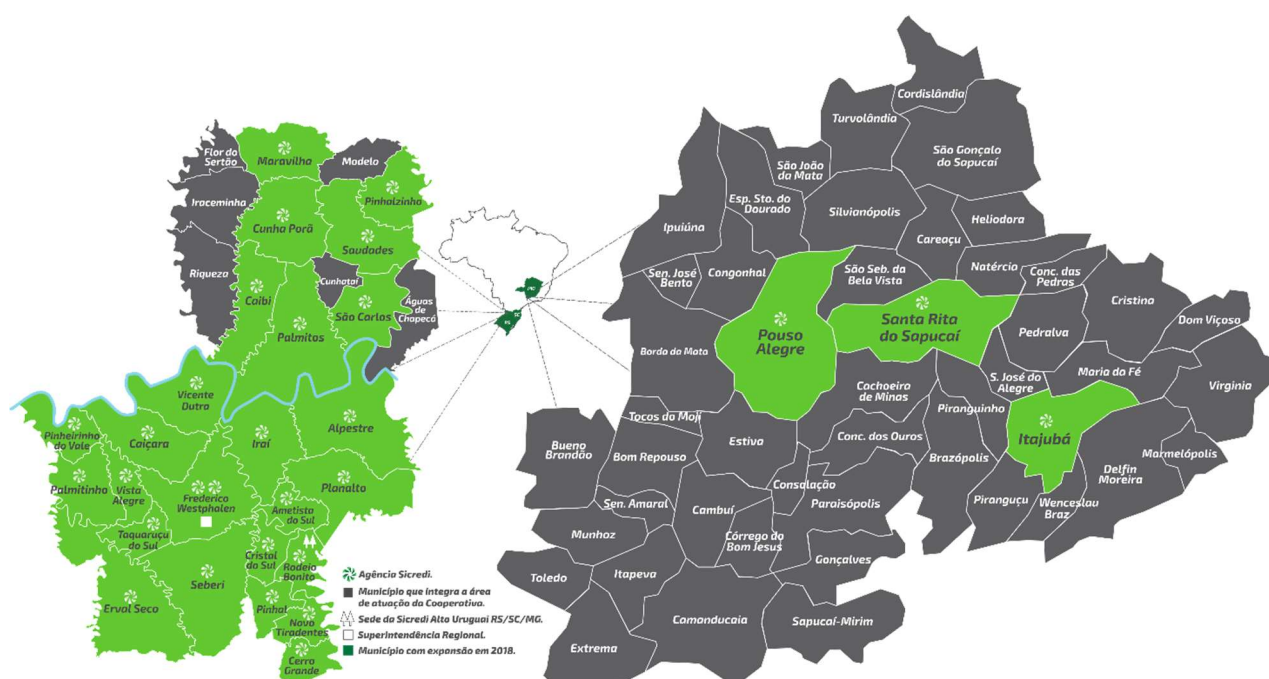 Flor do
Sertão
Maravilha
Modelo
Iraceminha
Pinhalzinho
Cunha Porã
Saudades
Riqueza
Cunhataí
Caibi
São Carlos
Águas
de
Chapecó
Palmitos
Vicente
Dutra
Pinheirinho
do Vale
Caiçara
Iraí
Alpestre
Palmitinho
Vista
Alegre
Frederico
Westphalen
Planalto
Ametista
do Sul
Taquaruçu
do Sul
Cristal
do Sul
Rodeio
Bonito
Seberi
Erval Seco
Pinhal
Novo
Tiradentes
Cerro
Grande
MG
SC
RS
Agência Sicredi.
Município que integra a área
de atuação da Cooperativa.
Sede da Sicredi Alto Uruguai RS/SC/MG.
Superintendência Regional.
Município com expansão em 2018.
Cordislândia
Turvolândia
São Gonçalo
do Sapucaí
São João
da Mata
Esp. Sto. do
Dourado
Silvianópolis
Heliodora
Ipuiúna
Careaçu
Sen. José
Bento
Congonhal
São Seb. da
Bela Vista
Natércia
Conc. das
Pedras
Cristina
Dom Viçoso
Pouso
Alegre
Santa Rita
do Sapucaí
Pedralva
Borda da Mata
S. José do
Alegre
Maria da Fé
Virginia
Cachoeira
de Minas
Piranguinho
Tocos do Moji
Itajubá
Bueno
Brandão
Bom Repouso
Estiva
Conc. dos Ouros
Brazópolis
Marmelópolis
Delfin
Moreira
Consolação
Paraisópolis
Piranguçu
Wenceslau
Braz
Sen. Amaral
Cambuí
Munhoz
Córrego do
Bom Jesus
Gonçalves
Toledo
Itapeva
Camanducaia
Sapucaí-Mirim
Extrema